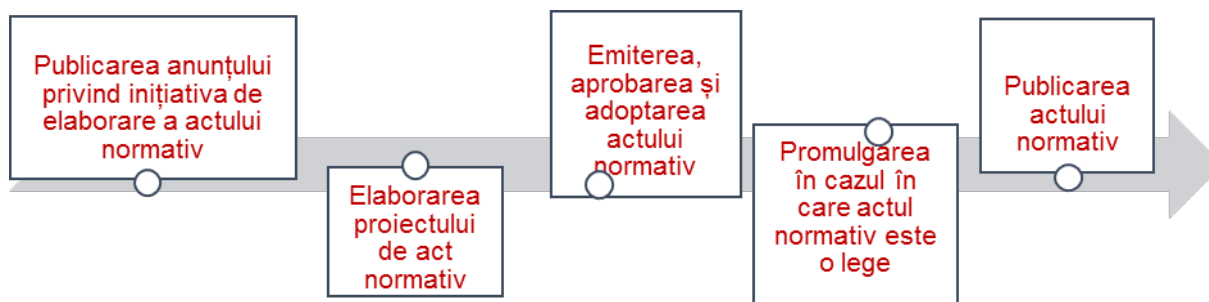 Publicarea anunțului
privind inițiativa de
elaborare a actului
normativ
Elaborarea
proiectului
de act
normativ
Emiterea,
aprobarea și
adoptarea
actului
normativ
Promulgarea
în cazul în
care actul
normativ este
o lege
Publicarea
actului
normativ